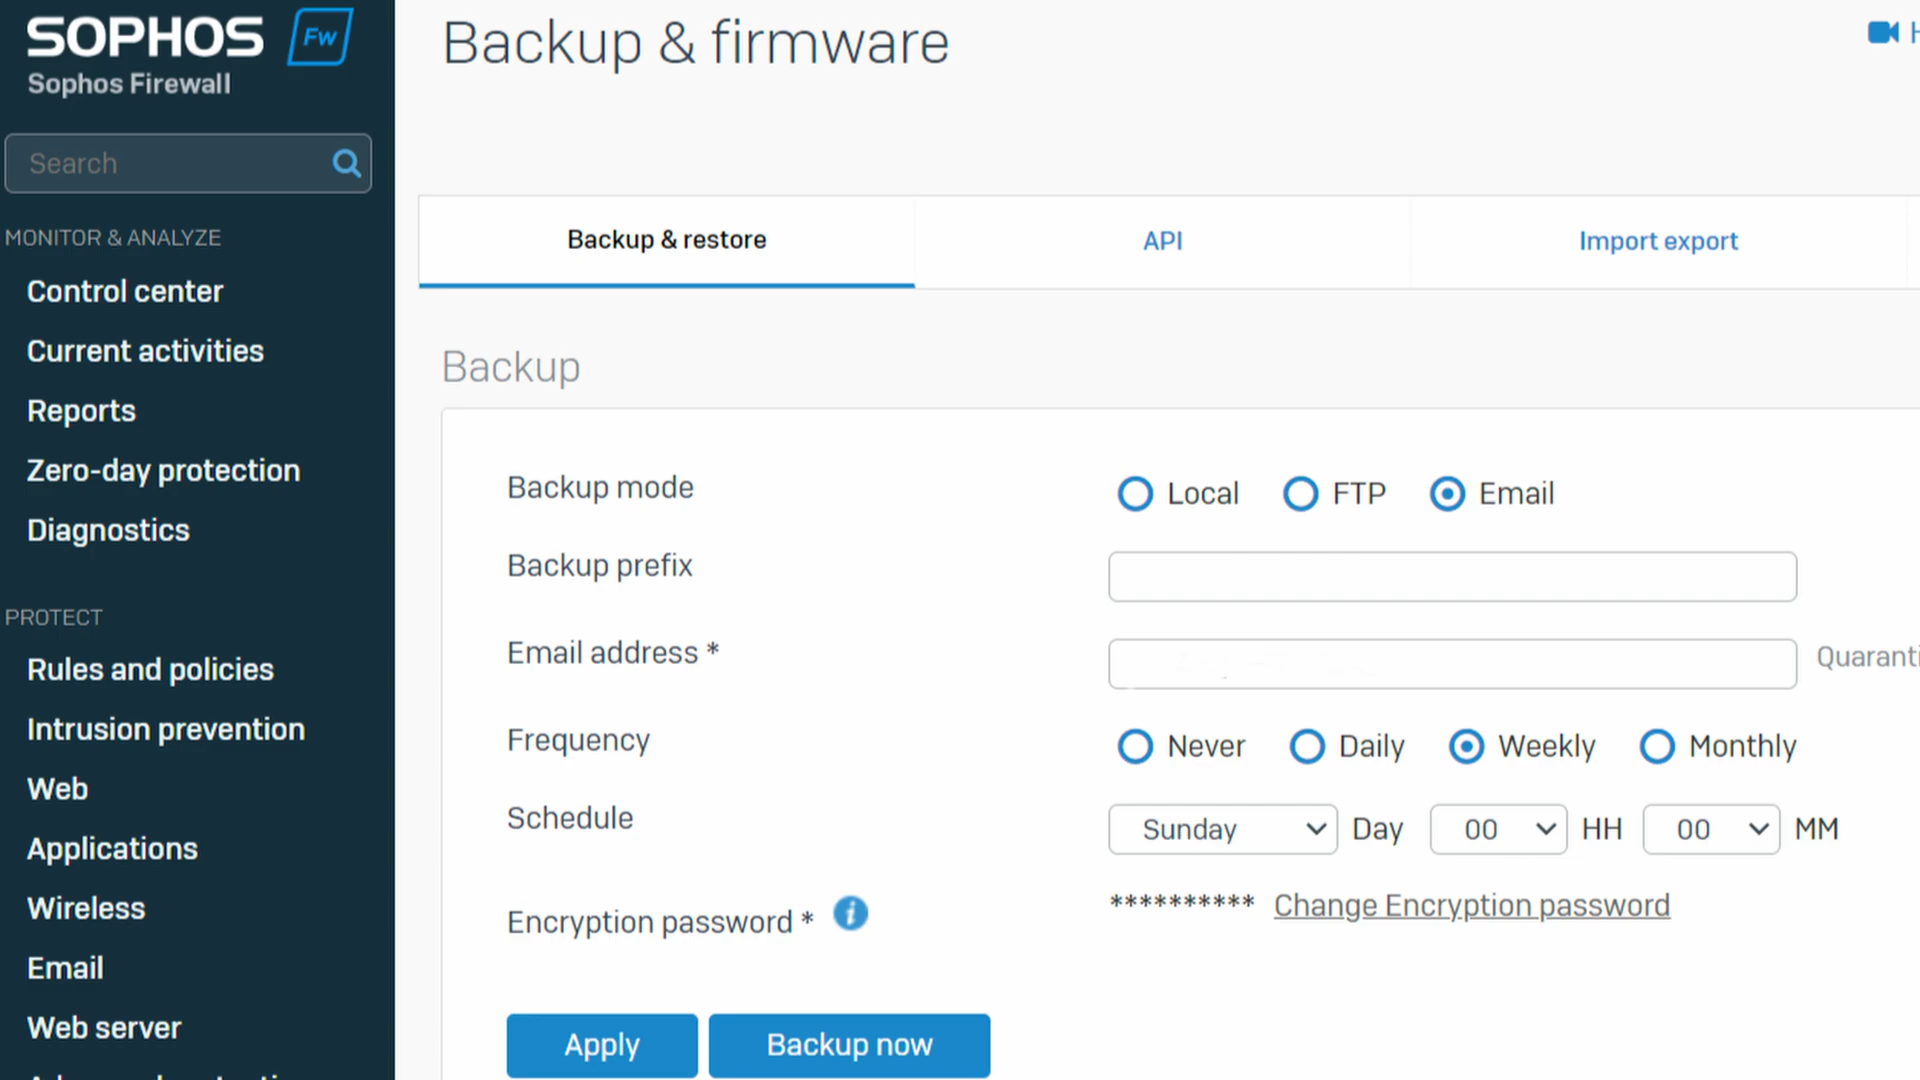 SOPHOS Fw
Sophos Firewall
Search
MONITOR & ANALYZE
Control center
Current activities
Reports
Zero-day protection
Diagnostics
PROTECT
Rules and policies
Intrusion prevention
Web
Applications
Wireless
Email
Web server
Backup & firmware
Backup & restore API Import export
Backup
Backup mode Local FTP Email
Backup prefix
Email address *
Frequency Never Daily Weekly Monthly
Schedule Sunday Day 00 HH 00 MM
Encryption password * i ********** Change Encryption password
Apply Backup now